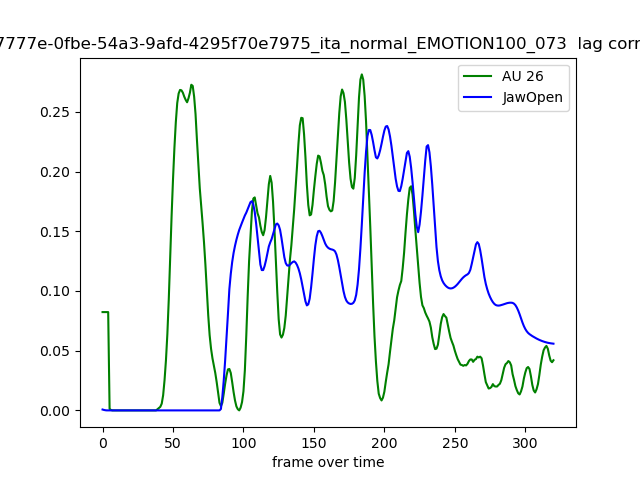 7777e-0fbe-54a3-9afd-4295f70e7975_ita_normal_EMOTION100_073 lag corr
AU 26
JawOpen
0.25
0.20
0.15
0.10
0.05
0.00
0 50 100 150 200 250 300
frame over time